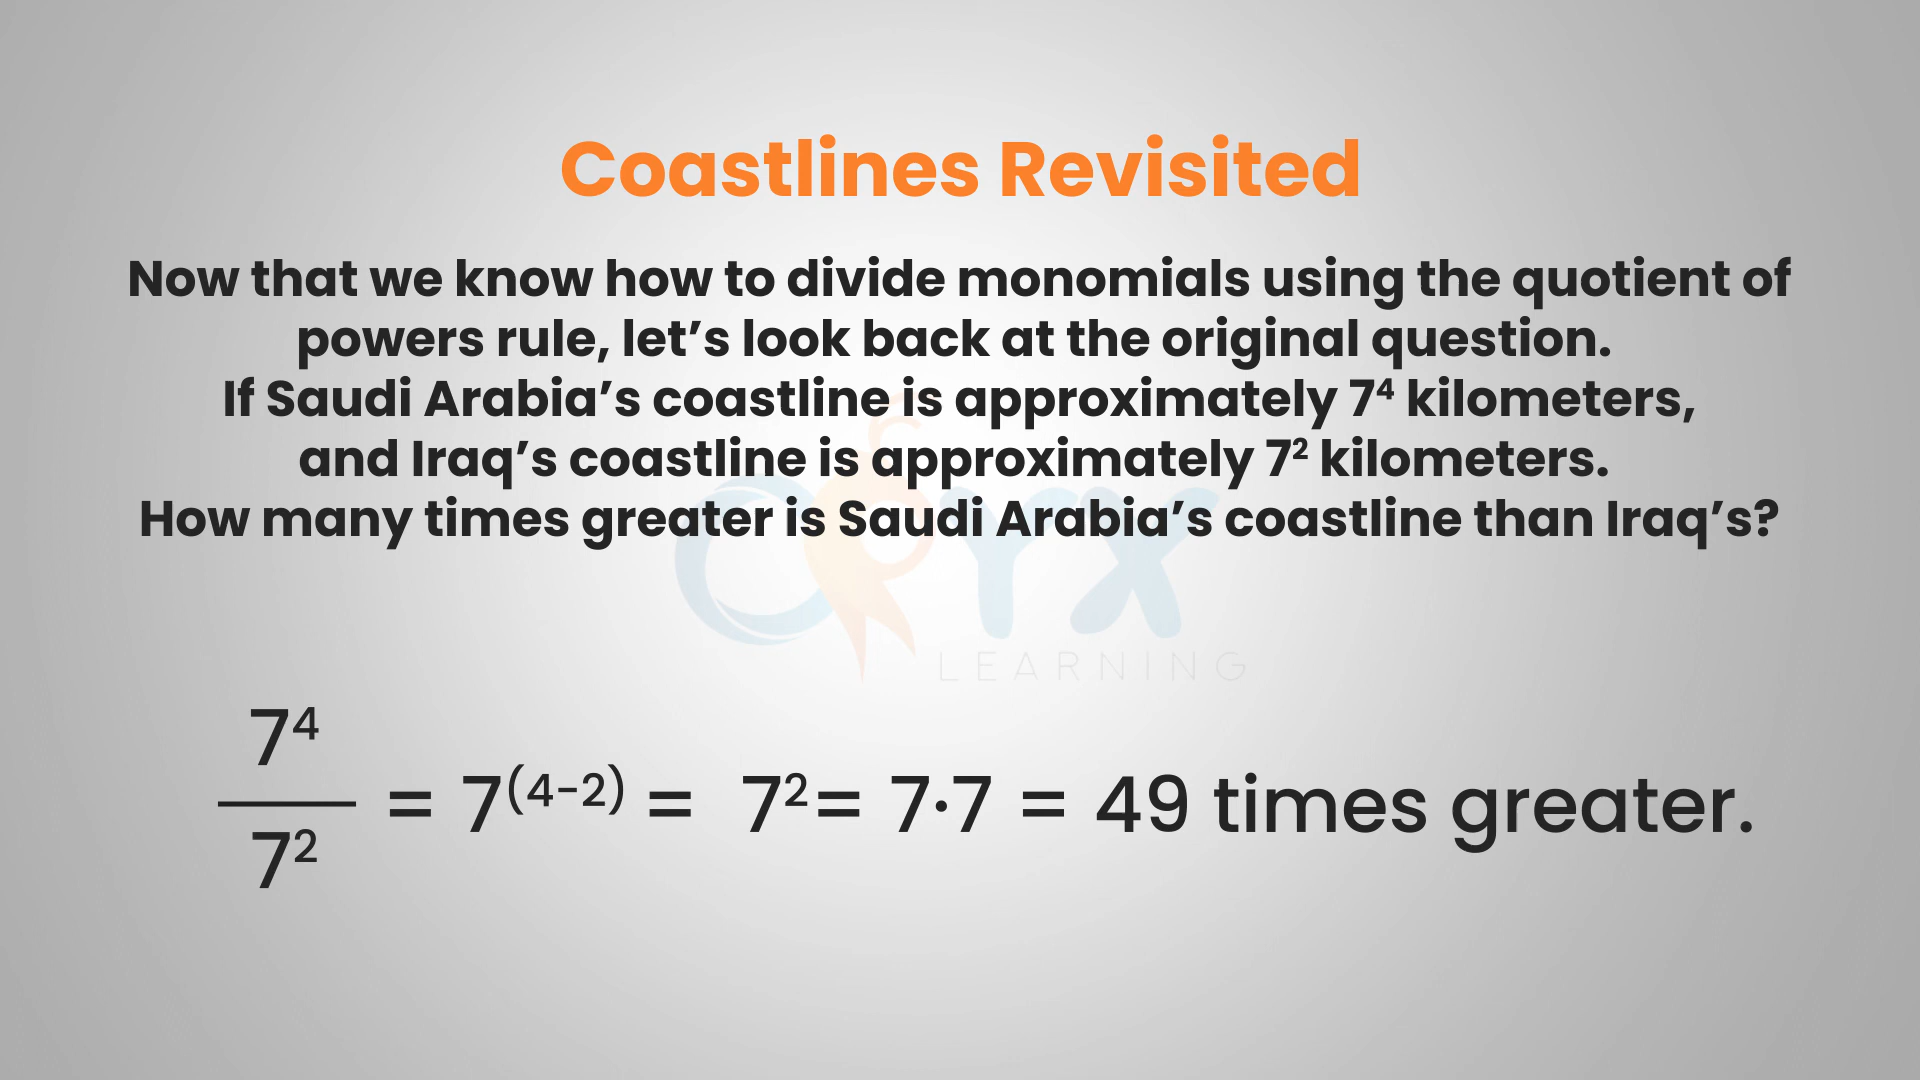 Coastlines Revisited
Now that we know how to divide monomials using the quotient of
powers rule, let’s look back at the original question.
If Saudi Arabia’s coastline is approximately 7⁴ kilometers,
and Iraq’s coastline is approximately 7² kilometers.
How many times greater is Saudi Arabia’s coastline than Iraq’s?
ORYX
LEARNING
7⁴
7²
= 7⁽⁴⁻²⁾ = 7² = 7·7 = 49 times greater.